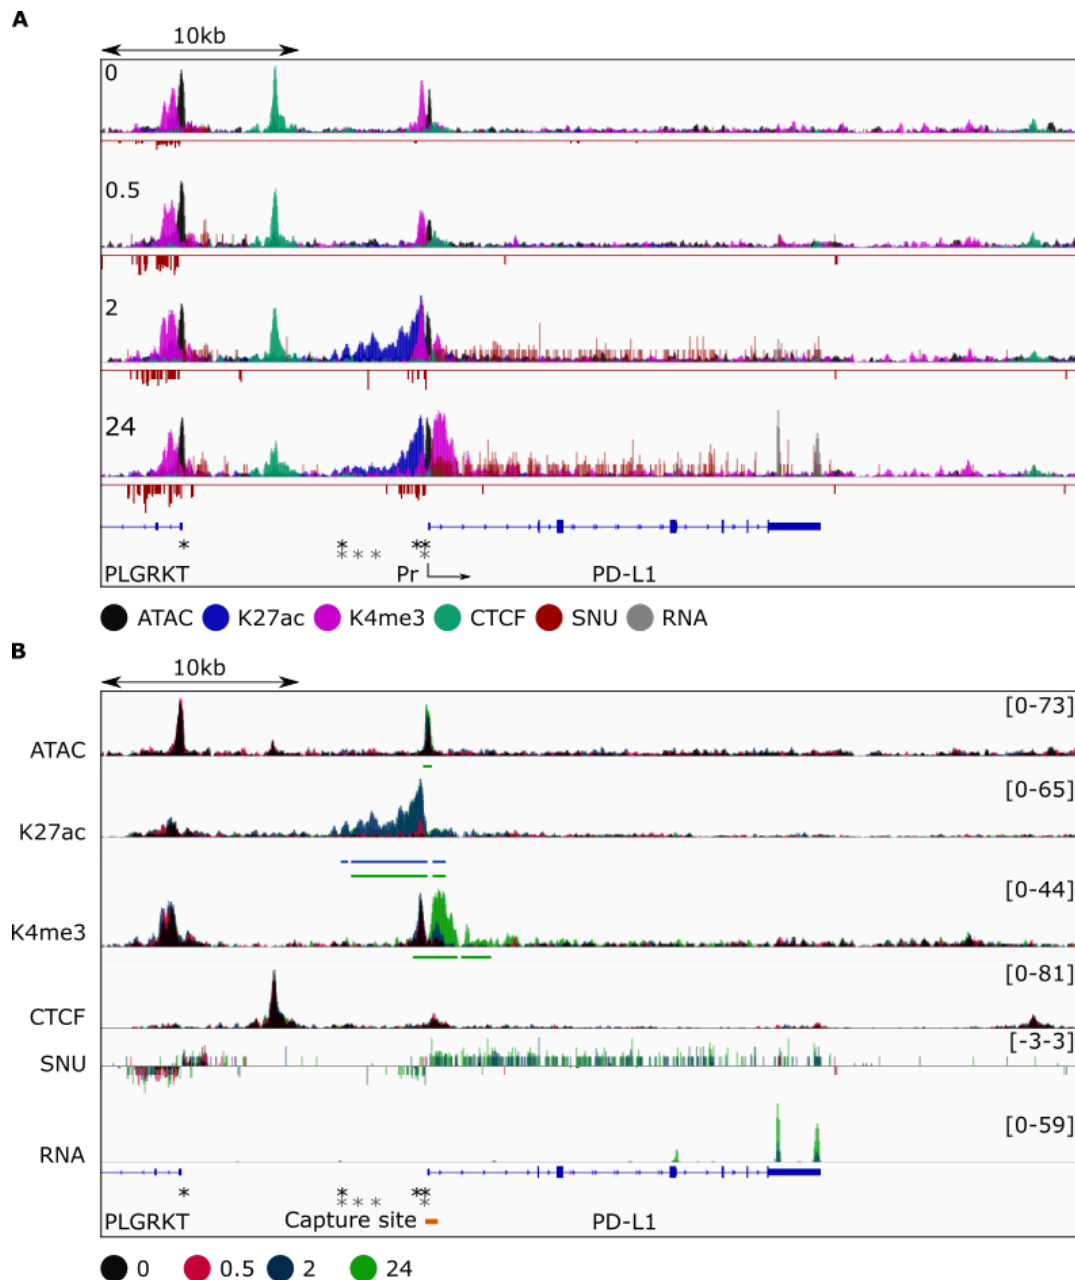 A
10kb
0
0.5
2
24
* * * *
* * * *
PLGRKT Pr PD-L1
ATAC K27ac K4me3 CTCF SNU RNA
B
10kb
[0-73]
ATAC
[0-65]
K27ac
[0-44]
K4me3
[0-81]
CTCF
[-3-3]
SNU
[0-59]
RNA
* * * *
* * * *
PLGRKT Capture site PD-L1
0 0.5 2 24